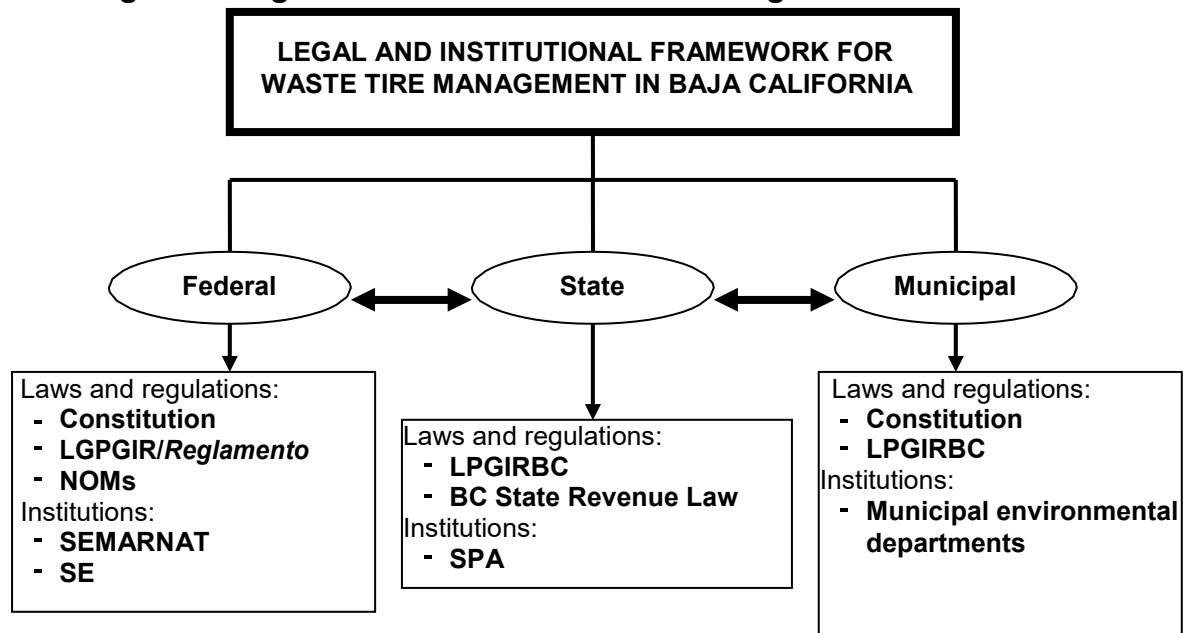 LEGAL AND INSTITUTIONAL FRAMEWORK FOR
WASTE TIRE MANAGEMENT IN BAJA CALIFORNIA
Federal
State
Municipal
Laws and regulations:
- Constitution
- LGPGIR/Reglamento
- NOMs
Institutions:
- SEMARNAT
- SE
Laws and regulations:
- LPGIRBC
- BC State Revenue Law
Institutions:
- SPA
Laws and regulations:
- Constitution
- LPGIRBC
Institutions:
- Municipal environmental
departments